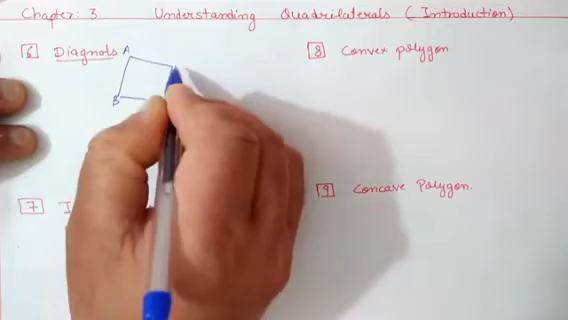 Chapter: 3 Understanding Quadrilaterals (Introduction)
6 Diagnols
A
B
7 I
8 Convex polygon
9 Concave Polygon.